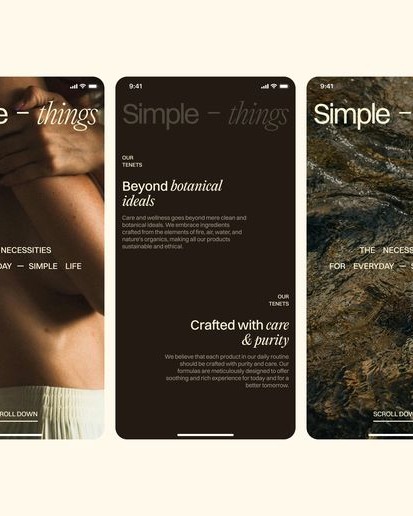 e – things
NECESSITIES
DAY — SIMPLE LIFE
ROLL DOWN
9:41
Simple – things
OUR
TENETS
Beyond botanical
ideals
Care and wellness goes beyond mere clean and
botanical ideals. We embrace ingredients
crafted from the elements of fire, air, water, and
nature's organics, making all our products
sustainable and ethical.
OUR
TENETS
Crafted with care
& purity
We believe that each product in our daily routine
should be crafted with purity and care. Our
formulas are meticulously designed to offer
soothing and rich experience for today and for a
better tomorrow.
9:41
Simple –
THE NECESS
FOR EVERYDAY — S
SCROLL DOWN